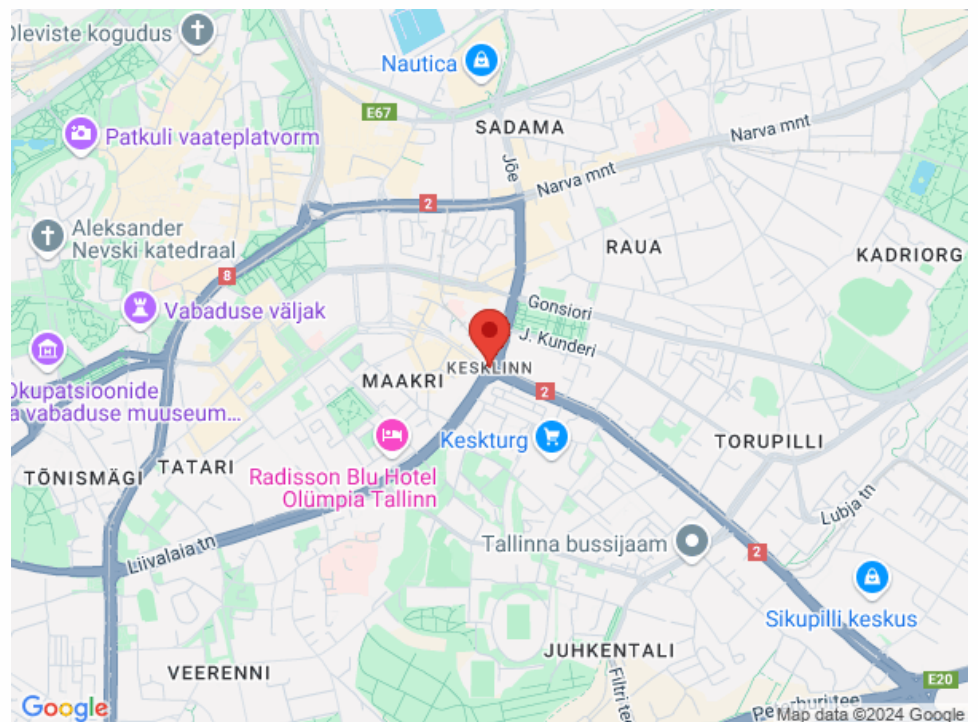 Oleviste kogudus
Nautica
E67
SADAMA
Narva mnt
Patkuli vaateplatvorm
Jõe
Narva mnt
2
Aleksander
Nevski katedraal
RAUA
KADRIORG
8
Vabaduse väljak
Gonsiori
J. Kunderi
KESKLINN
Okupatsioonide
a vabaduse muuseum...
MAAKRI
2
Keskturg
TORUPILLI
TÕNISMÄGI
TATARI
Radisson Blu Hotel
Olümpia Tallinn
Lubja tn
Liivalaia tn
Tallinna bussijaam
2
Sikupilli keskus
JUHKENTALI
VEERENNI
Filtri tee
E20
Peterburi tee
Google
Map data ©2024 Google